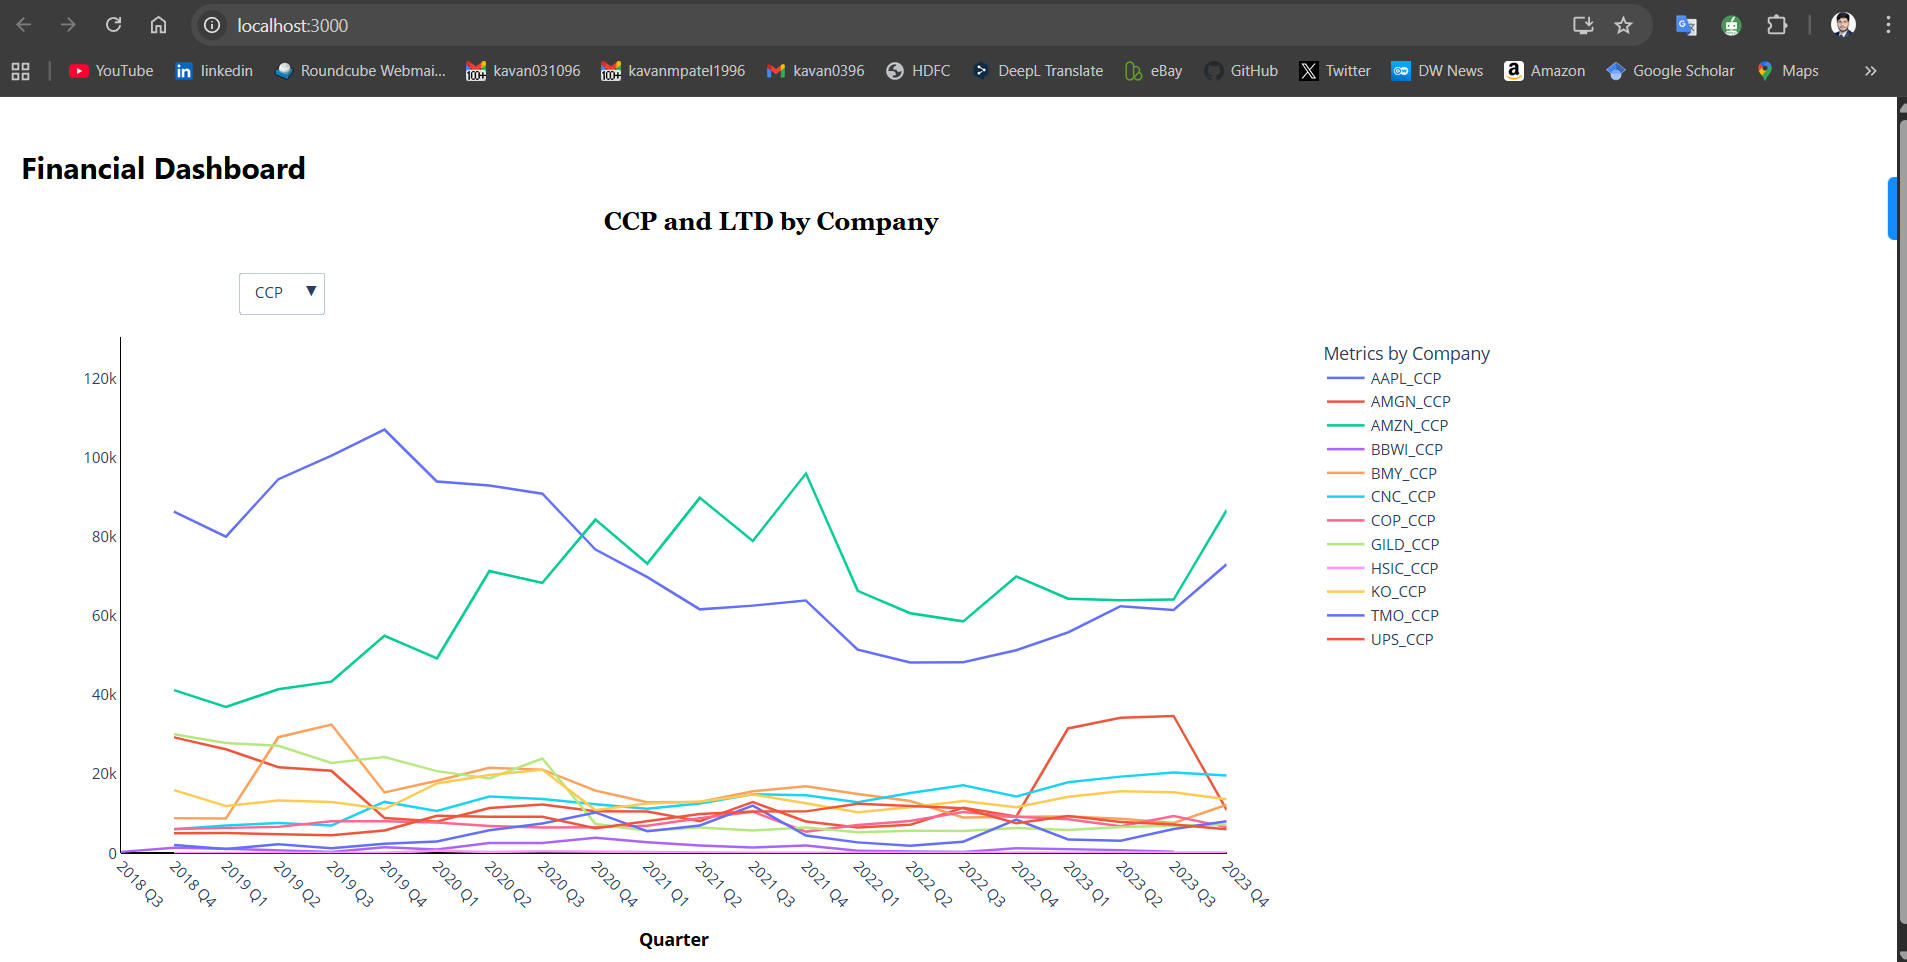 localhost:3000
YouTube linkedin Roundcube Webmai... 100+ kavan031096 100+ kavanmpatel1996 kavan0396 HDFC DeepL Translate eBay GitHub Twitter DW News Amazon Google Scholar Maps »
Financial Dashboard
CCP and LTD by Company
CCP ▼
Metrics by Company
AAPL_CCP
AMGN_CCP
AMZN_CCP
BBWI_CCP
BMY_CCP
CNC_CCP
COP_CCP
GILD_CCP
HSIC_CCP
KO_CCP
TMO_CCP
UPS_CCP
120k
100k
80k
60k
40k
20k
0
2018 Q3 2018 Q4 2019 Q1 2019 Q2 2019 Q3 2019 Q4 2020 Q1 2020 Q2 2020 Q3 2020 Q4 2021 Q1 2021 Q2 2021 Q3 2021 Q4 2022 Q1 2022 Q2 2022 Q3 2022 Q4 2023 Q1 2023 Q2 2023 Q3 2023 Q4
Quarter